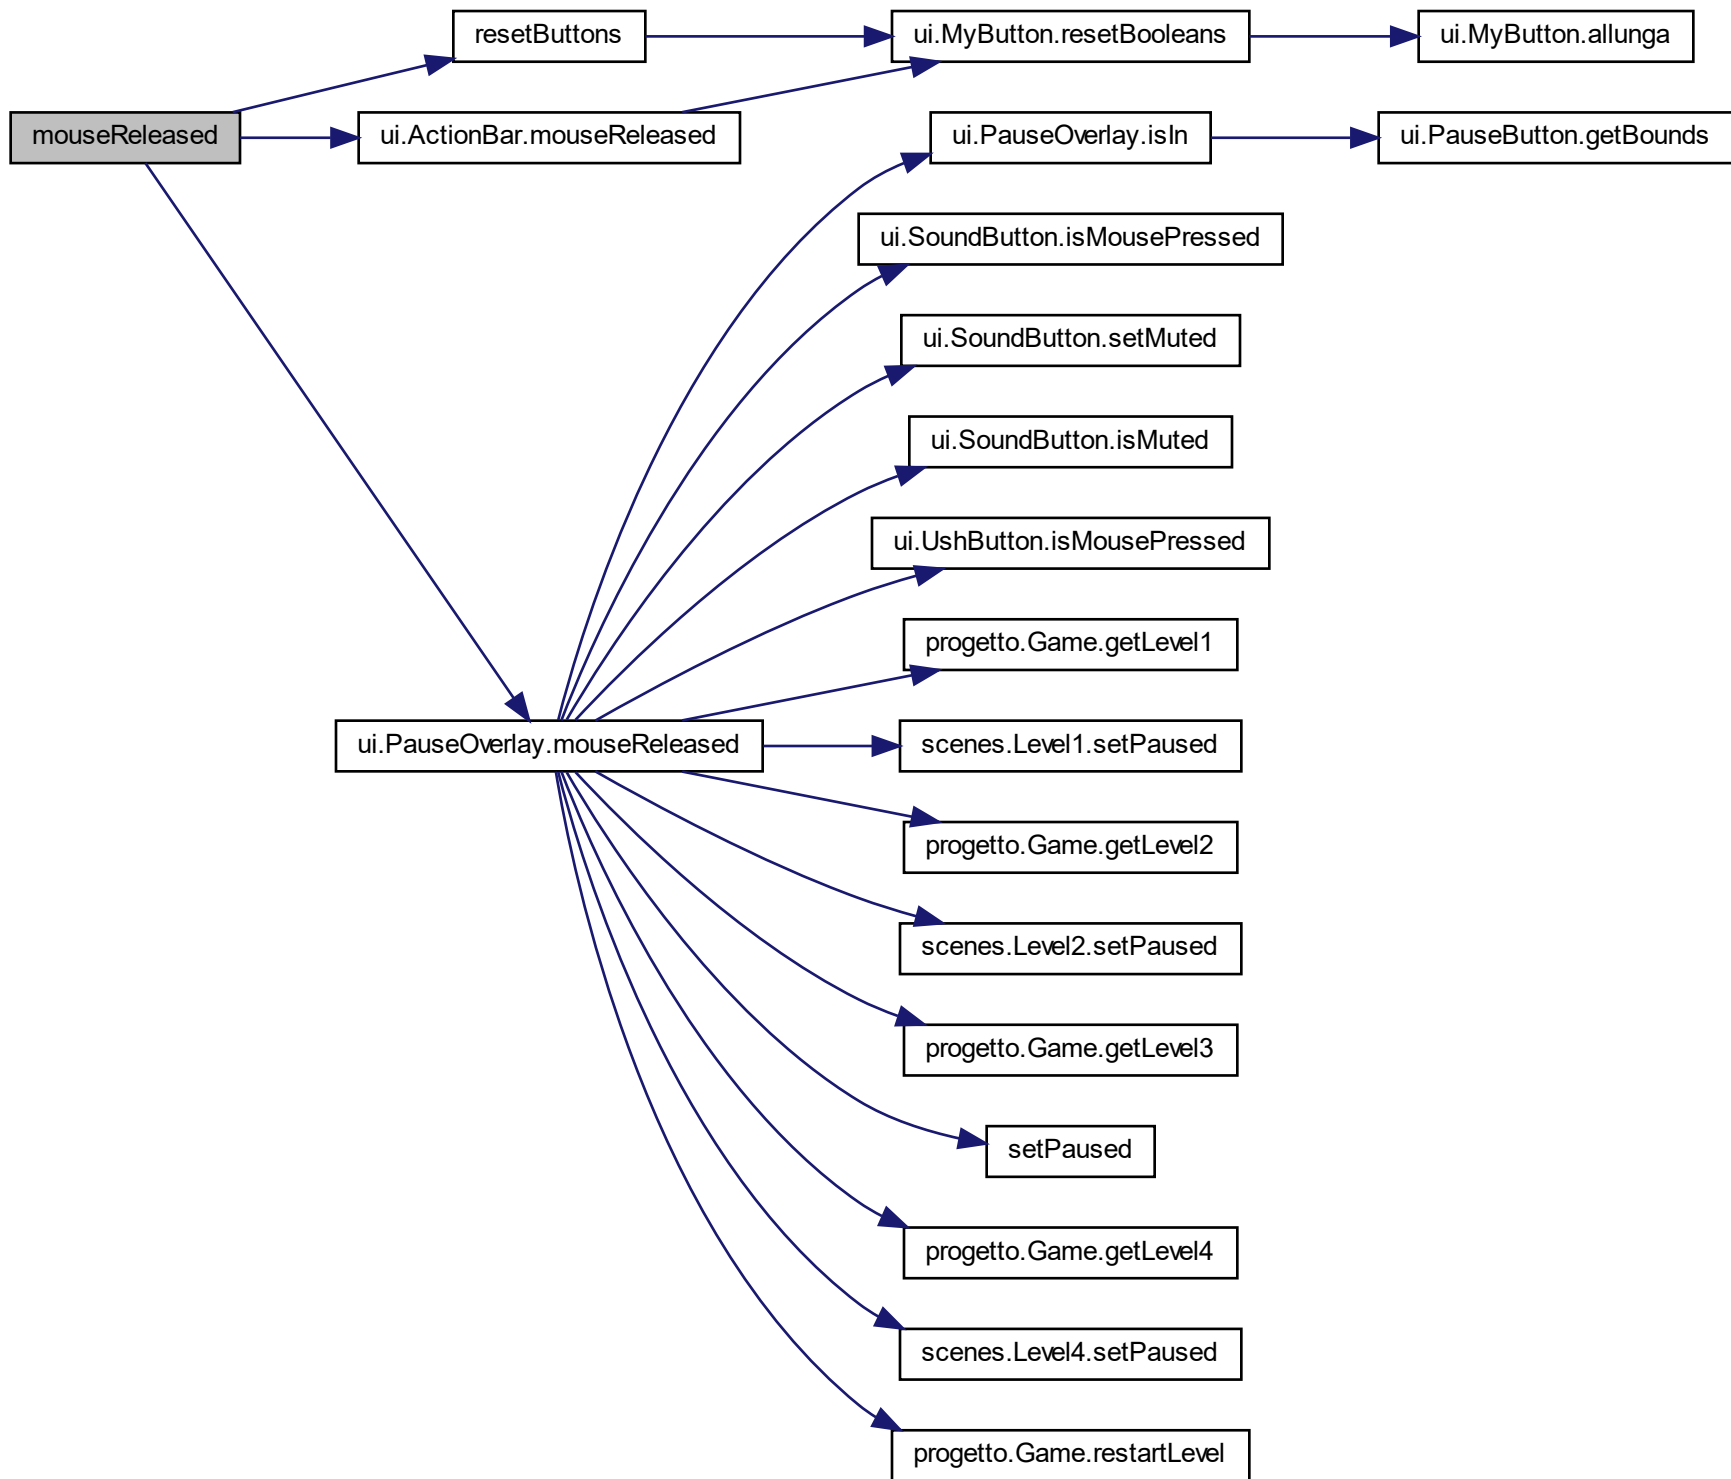 resetButtons
ui.MyButton.resetBooleans
ui.MyButton.allunga
mouseReleased
ui.ActionBar.mouseReleased
ui.PauseOverlay.isIn
ui.PauseButton.getBounds
ui.SoundButton.isMousePressed
ui.SoundButton.setMuted
ui.SoundButton.isMuted
ui.UshButton.isMousePressed
progetto.Game.getLevel1
ui.PauseOverlay.mouseReleased
scenes.Level1.setPaused
progetto.Game.getLevel2
scenes.Level2.setPaused
progetto.Game.getLevel3
setPaused
progetto.Game.getLevel4
scenes.Level4.setPaused
progetto.Game.restartLevel